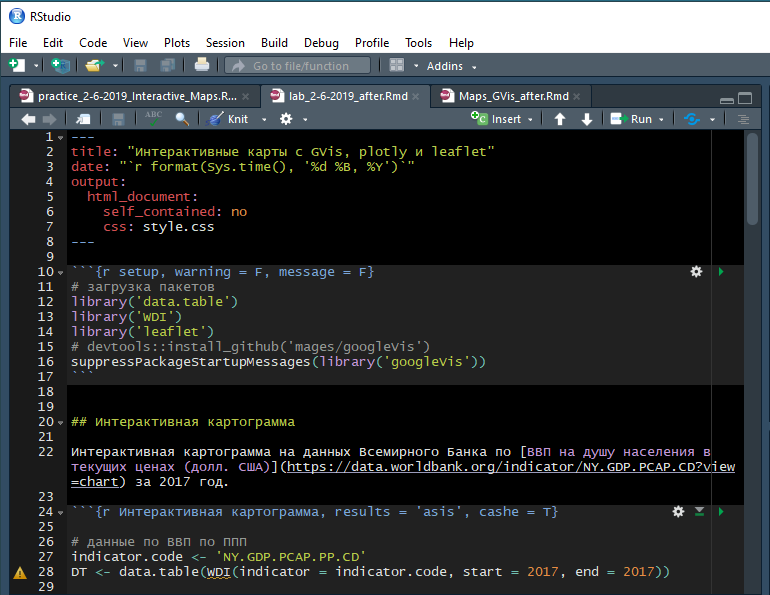 RStudio
File Edit Code View Plots Session Build Debug Profile Tools Help
Go to file/function Addins
practice_2-6-2019_Interactive_Maps.R... lab_2-6-2019_after.Rmd Maps_GVis_after.Rmd
ABC Knit Insert Run
1 ---
2 title: "Интерактивные карты с GVis, plotly и leaflet"
3 date: "`r format(Sys.time(), '%d %B, %Y')`"
4 output:
5   html_document:
6     self_contained: no
7     css: style.css
8 ---
9
10 ```{r setup, warning = F, message = F}
11 # загрузка пакетов
12 library('data.table')
13 library('WDI')
14 library('leaflet')
15 # devtools::install_github('mages/googleVis')
16 suppressPackageStartupMessages(library('googleVis'))
17 ```
18
19
20 ## Интерактивная картограмма
21
22 Интерактивная картограмма на данных Всемирного Банка по [ВВП на душу населения в
текущих ценах (долл. США)](https://data.worldbank.org/indicator/NY.GDP.PCAP.CD?view
=chart) за 2017 год.
23
24 ```{r Интерактивная картограмма, results = 'asis', cashe = T}
25
26 # данные по ВВП по ППП
27 indicator.code <- 'NY.GDP.PCAP.PP.CD'
28 DT <- data.table(WDI(indicator = indicator.code, start = 2017, end = 2017))
29